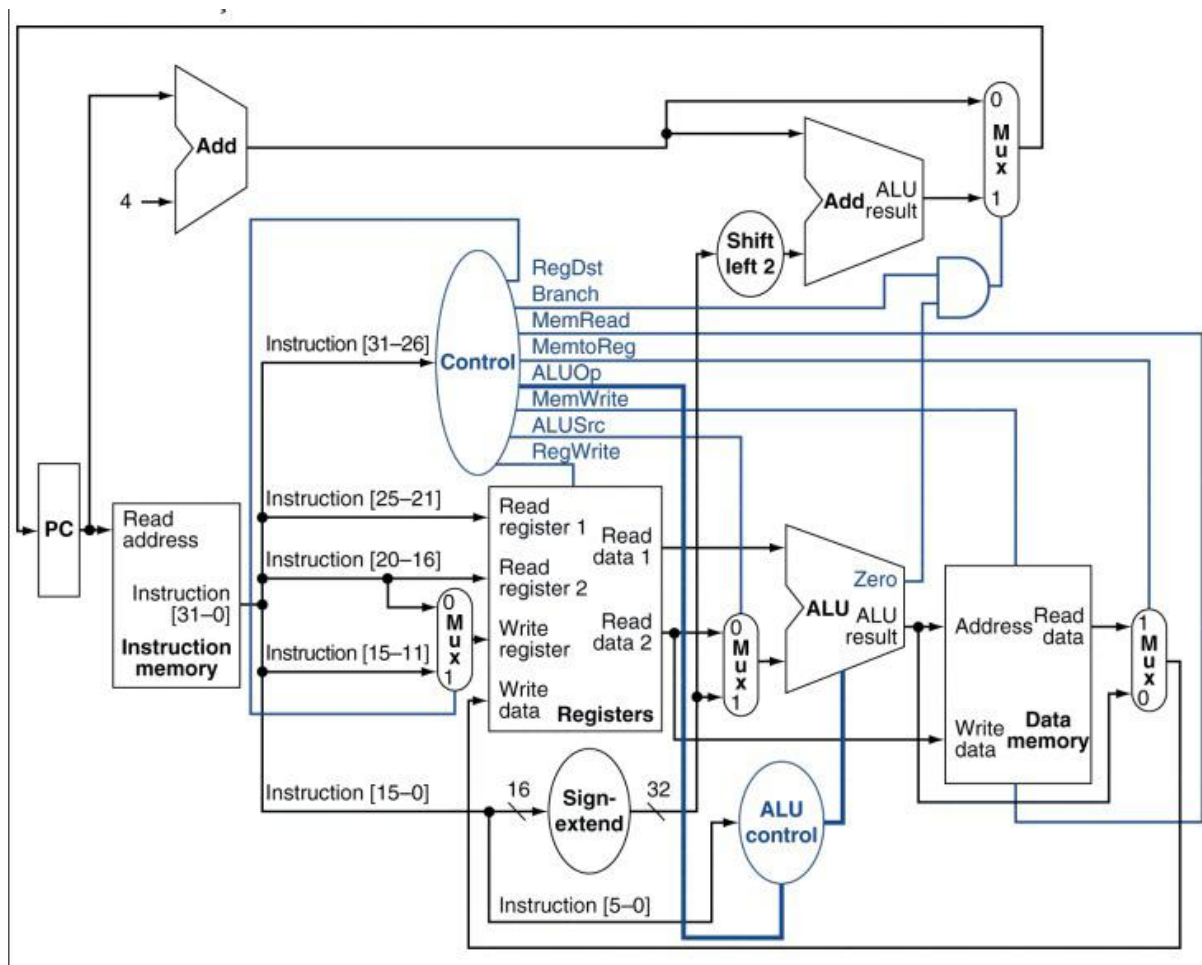 Add
4
0
Mux
1
Add
ALU
result
Shift
left 2
RegDst
Branch
MemRead
MemtoReg
ALUOp
MemWrite
ALUSrc
RegWrite
Control
Instruction [31–26]
Instruction [25–21]
Instruction [20–16]
Instruction [15–11]
Instruction [15–0]
Instruction [5–0]
PC
Read
address
Instruction
[31–0]
Instruction
memory
0
Mux
1
Read
register 1
Read
register 2
Write
register
Write
data
Read
data 1
Read
data 2
Registers
16
Sign-
extend
32
0
Mux
1
Zero
ALU
ALU
result
ALU
control
Address
Read
data
Write
data
Data
memory
1
Mux
0